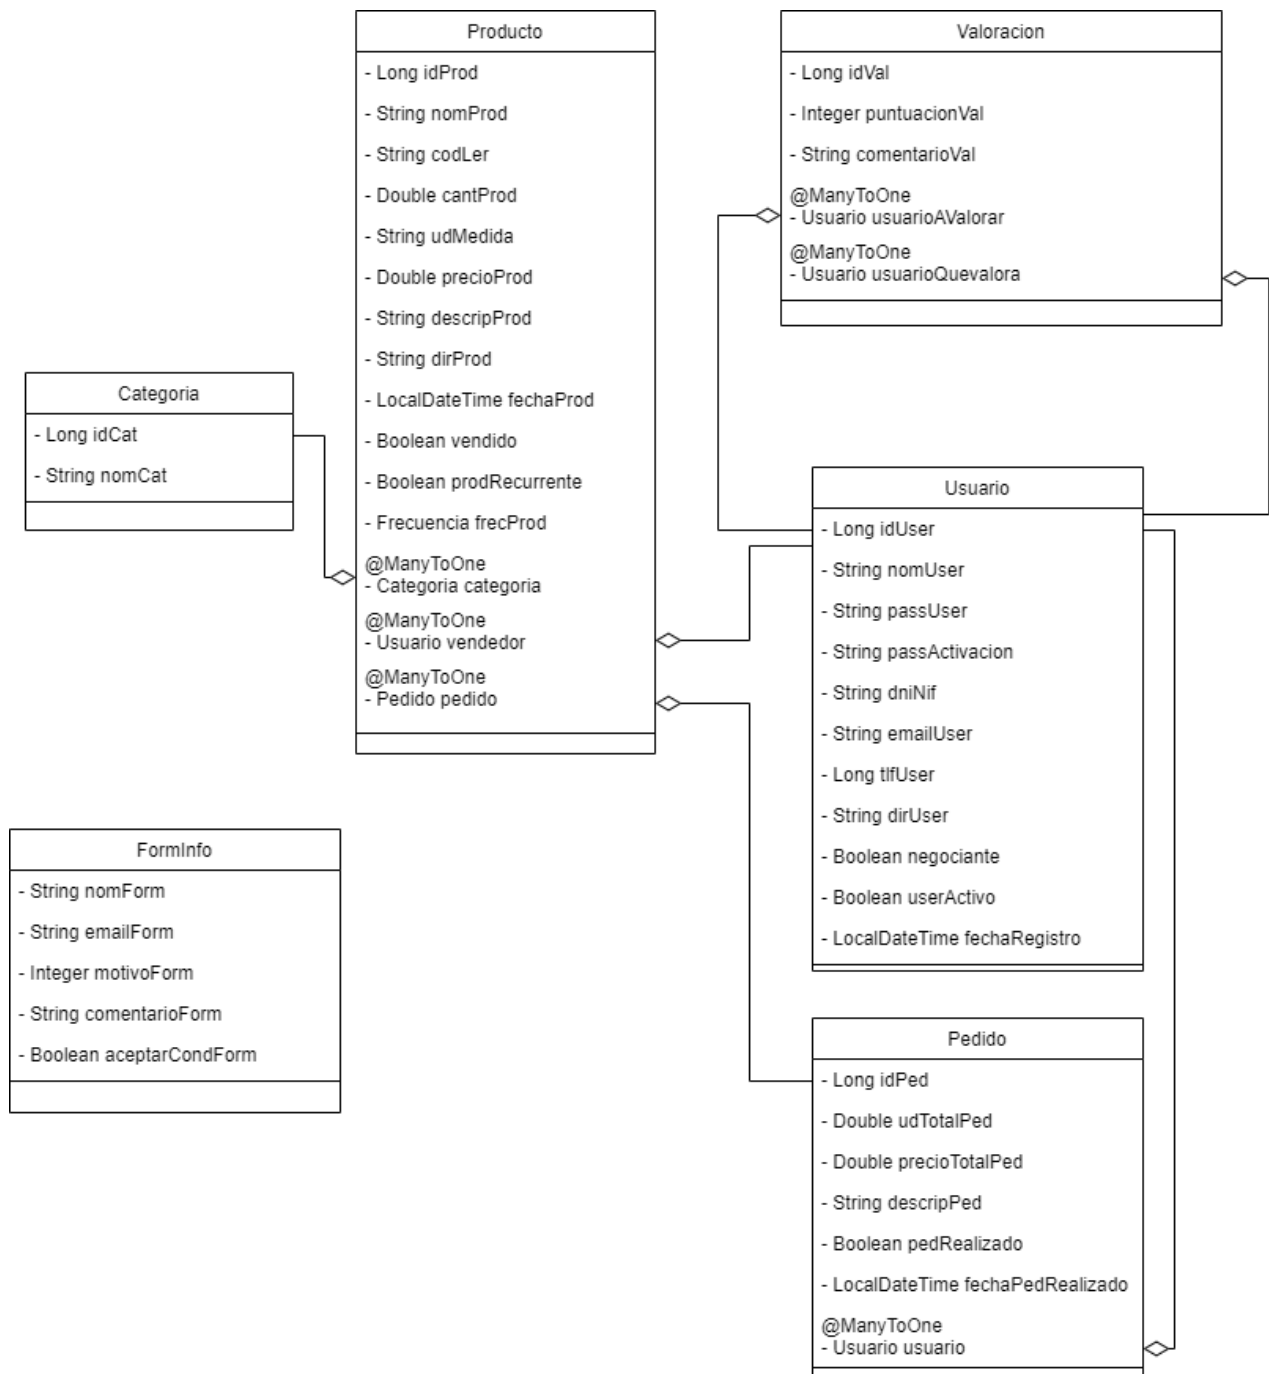 Producto
- Long idProd
- String nomProd
- String codLer
- Double cantProd
- String udMedida
- Double precioProd
- String descripProd
- String dirProd
- LocalDateTime fechaProd
- Boolean vendido
- Boolean prodRecurrente
- Frecuencia frecProd
@ManyToOne
- Categoria categoria
@ManyToOne
- Usuario vendedor
@ManyToOne
- Pedido pedido
Valoracion
- Long idVal
- Integer puntuacionVal
- String comentarioVal
@ManyToOne
- Usuario usuarioAValorar
@ManyToOne
- Usuario usuarioQuevalora
Categoria
- Long idCat
- String nomCat
Usuario
- Long idUser
- String nomUser
- String passUser
- String passActivacion
- String dniNif
- String emailUser
- Long tlfUser
- String dirUser
- Boolean negociante
- Boolean userActivo
- LocalDateTime fechaRegistro
FormInfo
- String nomForm
- String emailForm
- Integer motivoForm
- String comentarioForm
- Boolean aceptarCondForm
Pedido
- Long idPed
- Double udTotalPed
- Double precioTotalPed
- String descripPed
- Boolean pedRealizado
- LocalDateTime fechaPedRealizado
@ManyToOne
- Usuario usuario